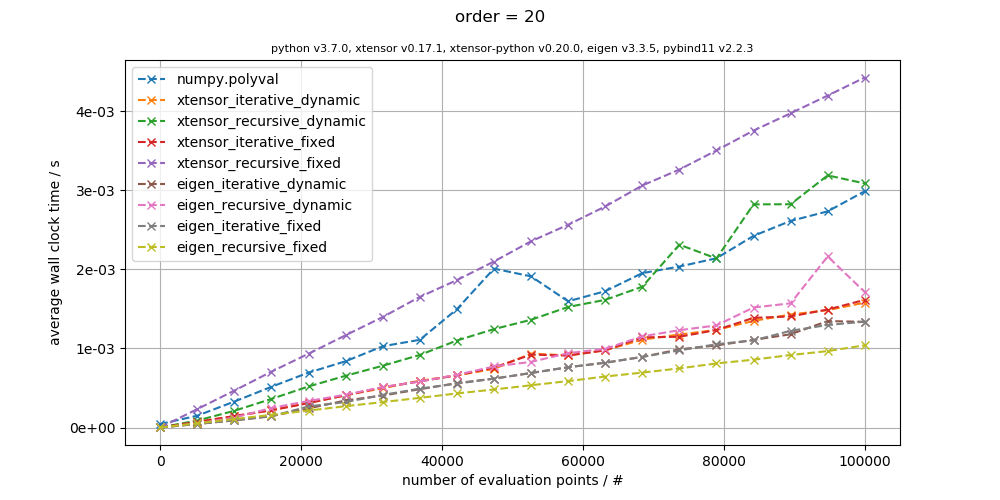 order = 20
python v3.7.0, xtensor v0.17.1, xtensor-python v0.20.0, eigen v3.3.5, pybind11 v2.2.3
numpy.polyval
xtensor_iterative_dynamic
xtensor_recursive_dynamic
xtensor_iterative_fixed
xtensor_recursive_fixed
eigen_iterative_dynamic
eigen_recursive_dynamic
eigen_iterative_fixed
eigen_recursive_fixed
average wall clock time / s
4e-03
3e-03
2e-03
1e-03
0e+00
0 20000 40000 60000 80000 100000
number of evaluation points / #